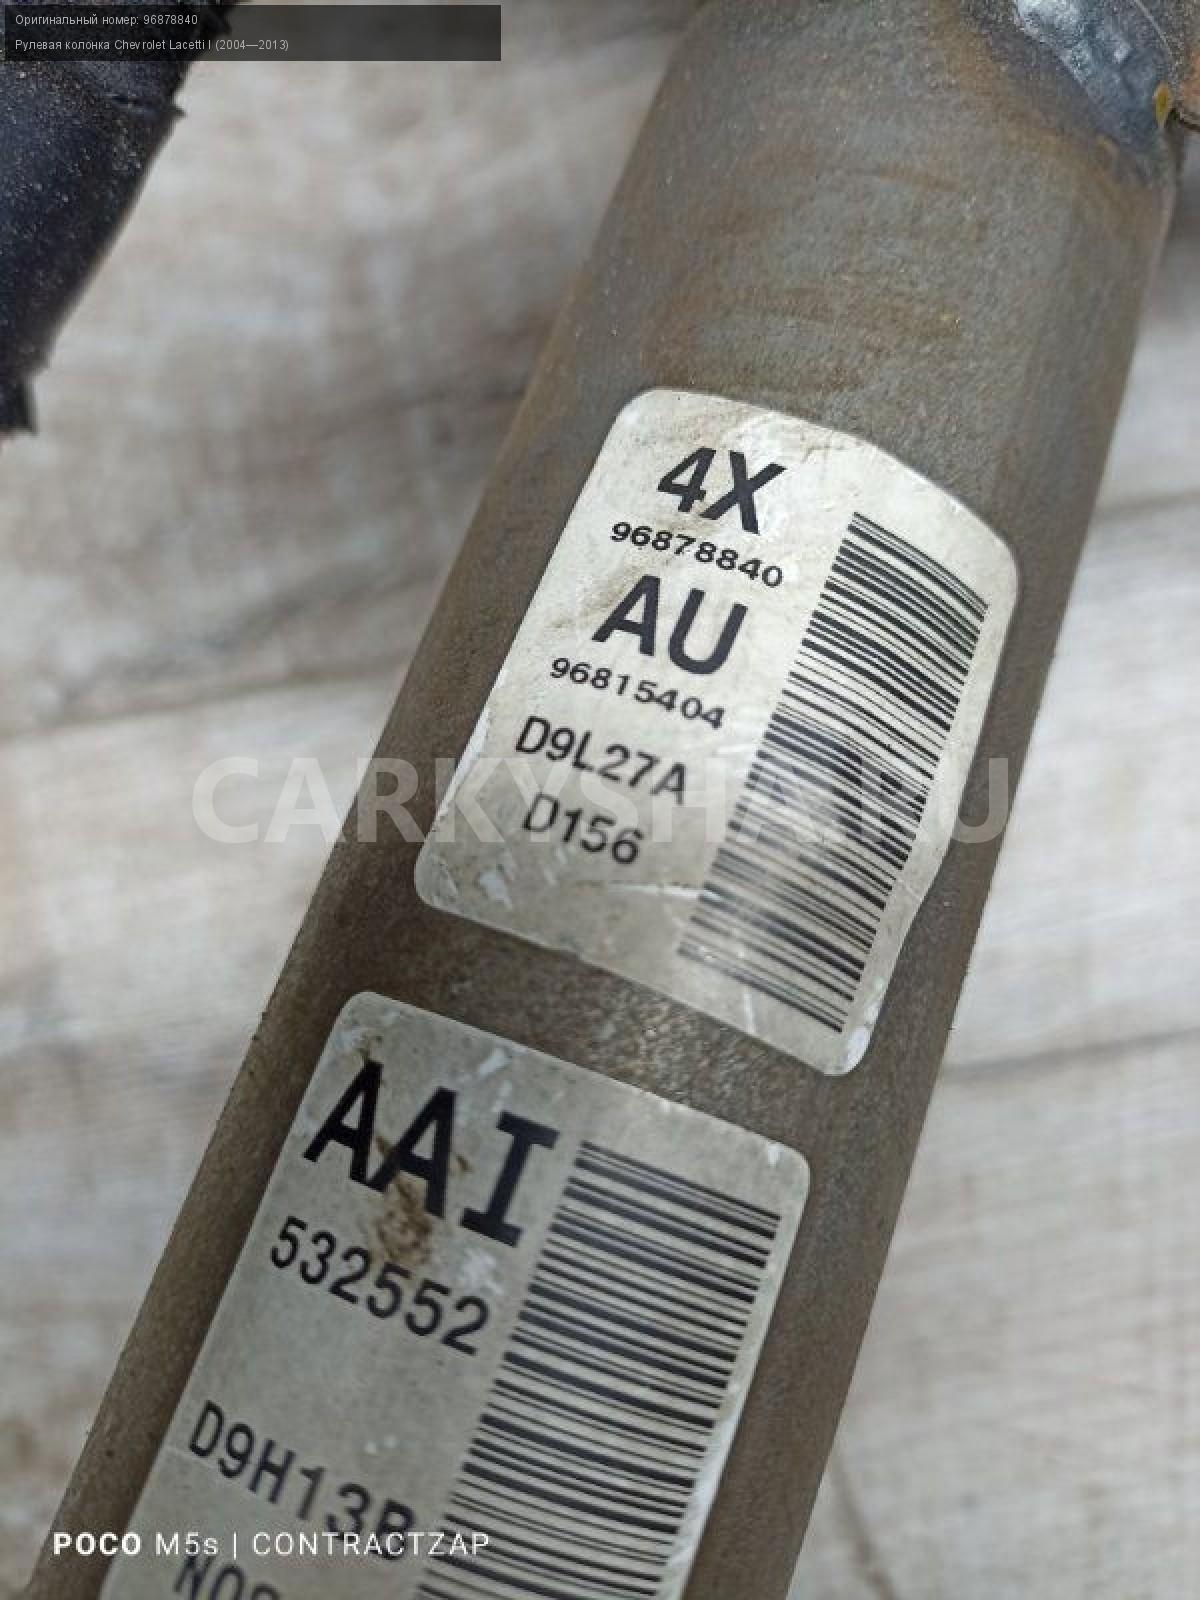 Оригинальный номер: 96878840
Рулевая колонка Chevrolet Lacetti I (2004—2013)
4X
96878840
AU
96815404
D9L27A
D156
AAI
532552
D9H13B
POCO M5s | CONTRACTZAP